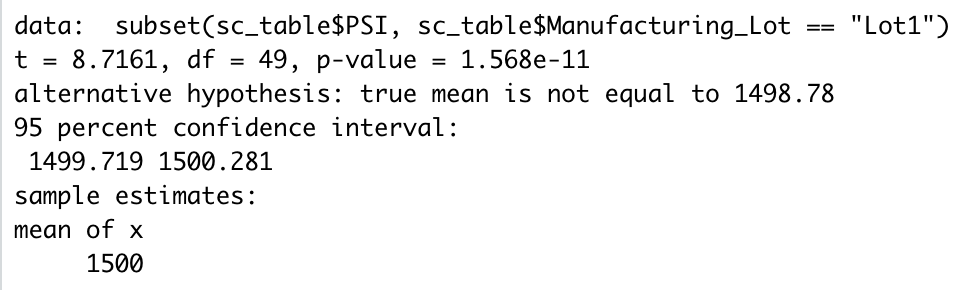 data:  subset(sc_table$PSI, sc_table$Manufacturing_Lot == "Lot1")
t = 8.7161, df = 49, p-value = 1.568e-11
alternative hypothesis: true mean is not equal to 1498.78
95 percent confidence interval:
 1499.719 1500.281
sample estimates:
mean of x
     1500